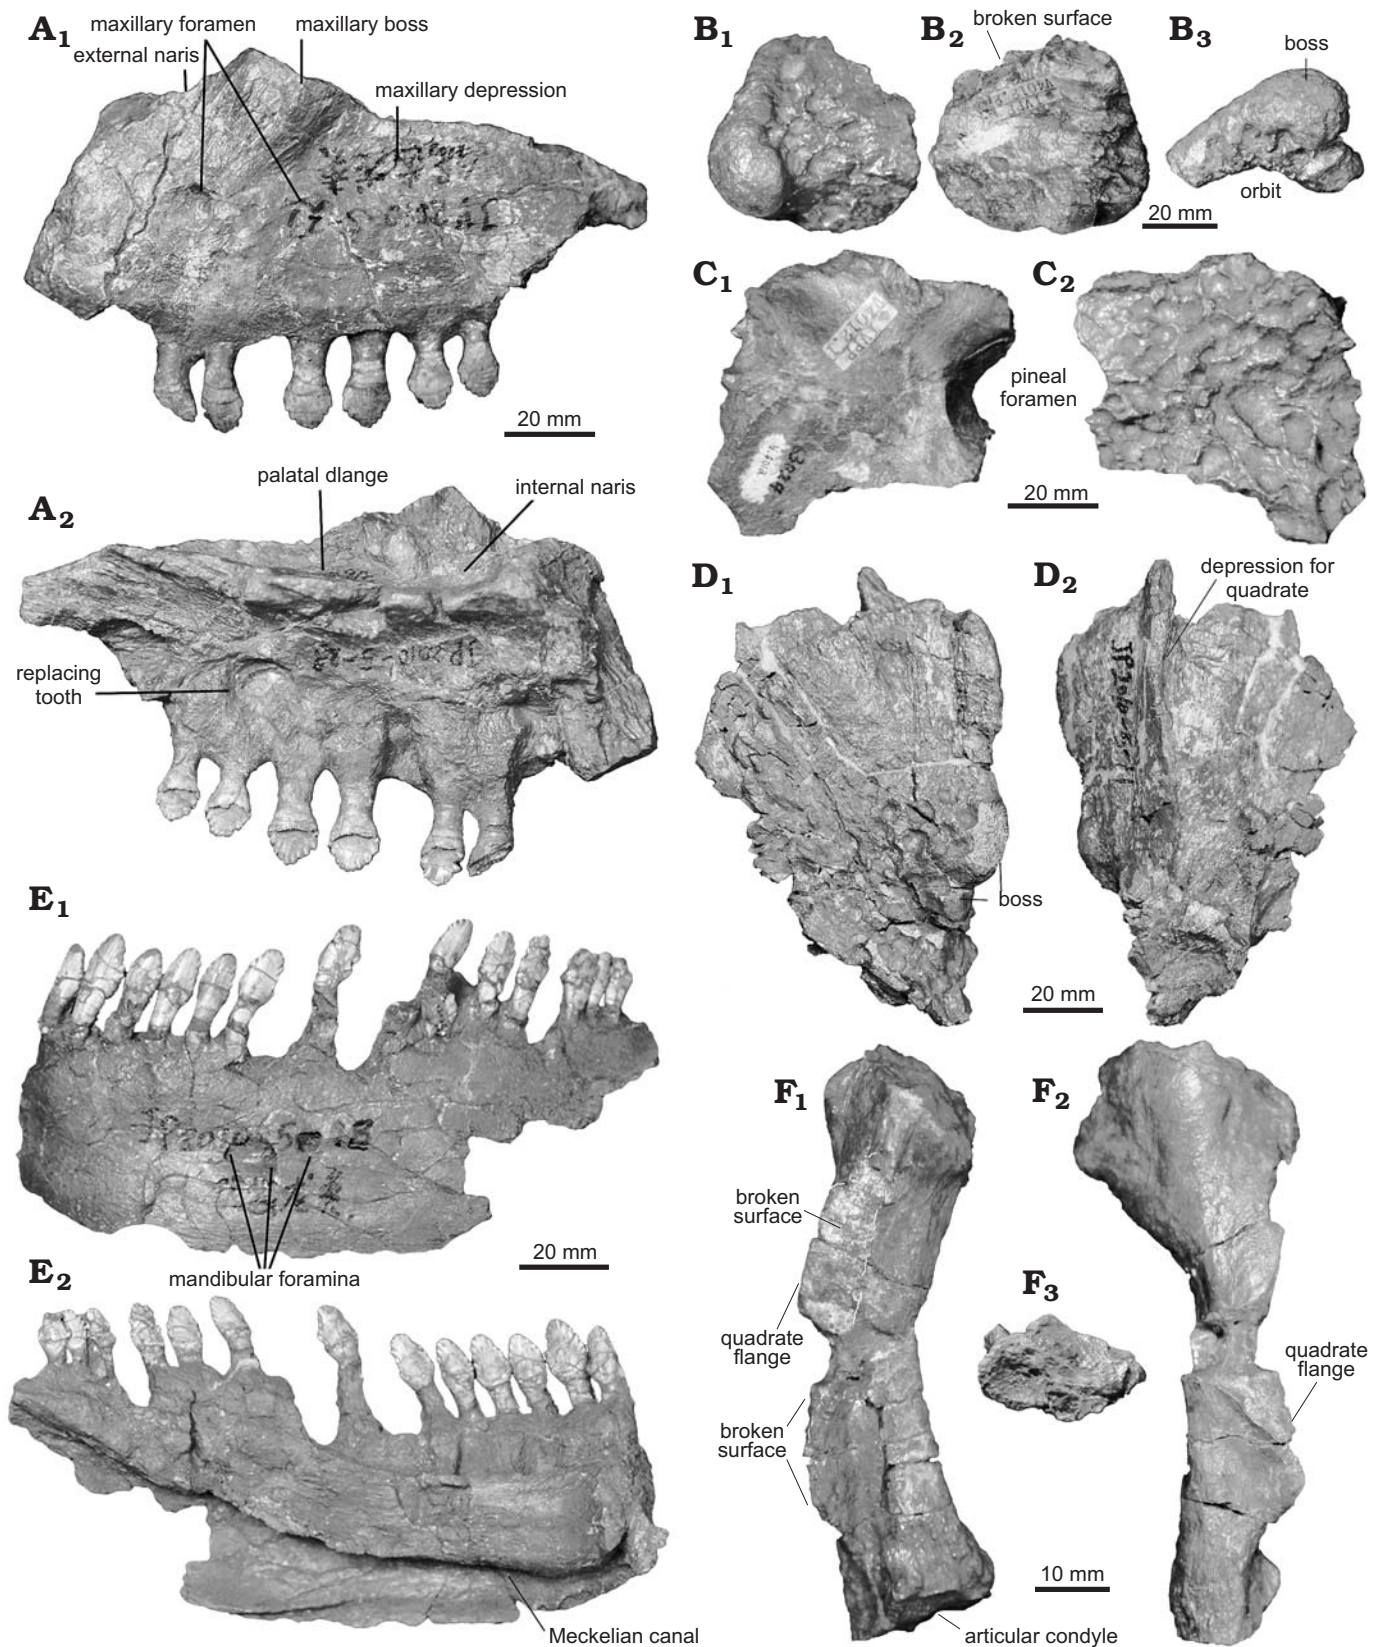 A1
maxillary foramen
maxillary boss
external naris
maxillary depression
20 mm
B1
B2
broken surface
B3
boss
orbit
20 mm
C1
C2
pineal
foramen
20 mm
A2
palatal dlange
internal naris
replacing
tooth
D1
D2
depression for
quadrate
boss
20 mm
E1
mandibular foramina
20 mm
E2
Meckelian canal
F1
F2
F3
broken
surface
quadrate
flange
broken
surface
quadrate
flange
10 mm
articular condyle